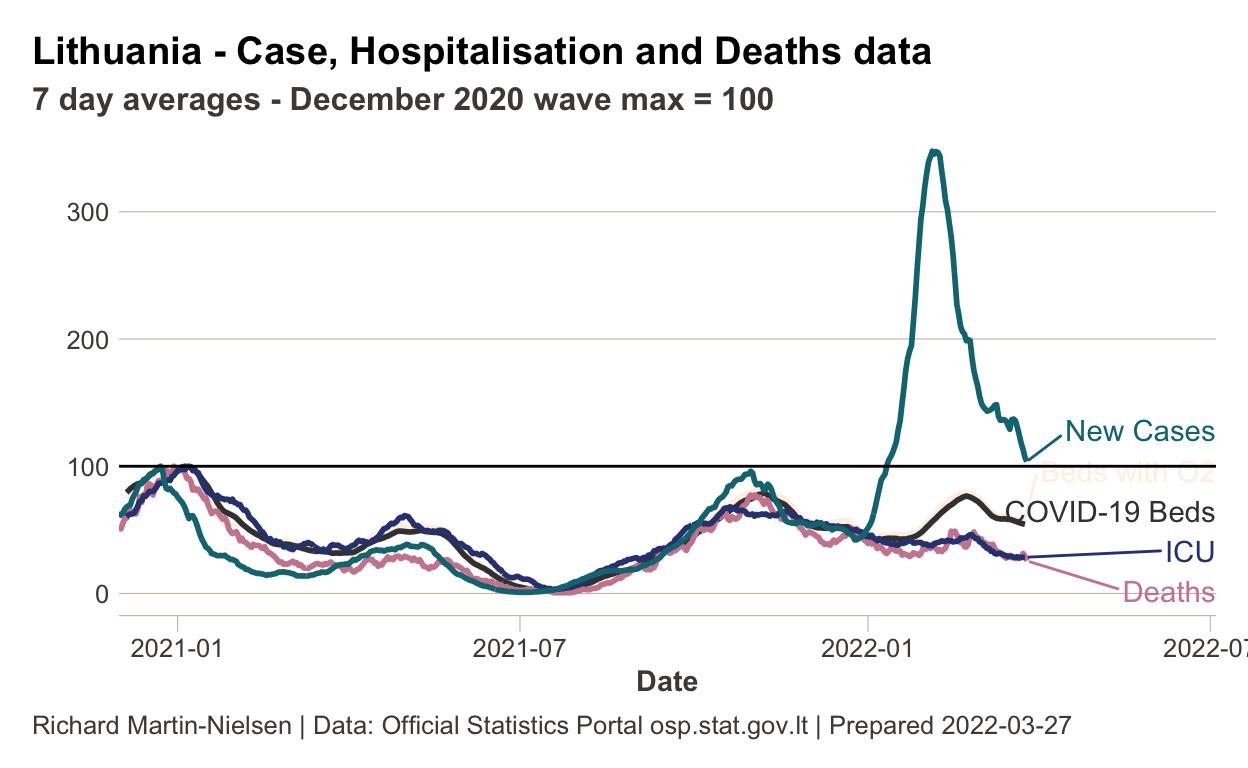 Lithuania - Case, Hospitalisation and Deaths data
7 day averages - December 2020 wave max = 100
300
200
100
0
New Cases
Beds with O2
COVID-19 Beds
ICU
Deaths
2021-01
2021-07
2022-01
2022-07
Date
Richard Martin-Nielsen | Data: Official Statistics Portal osp.stat.gov.lt | Prepared 2022-03-27